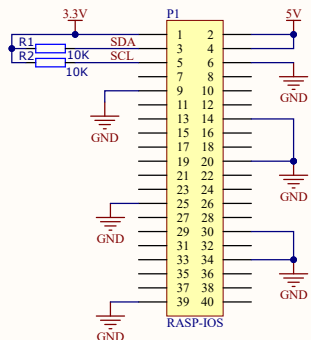 3.3V P1 5V
1 2
R1 SDA 3 4
R2 10K SCL 5 6
10K 7 8
9 10
GND 11 12
GND 13 14
15 16
17 18
19 20
21 22
GND 23 24
25 26
27 28
GND 29 30
31 32
33 34
35 36
GND 37 38
39 40
GND RASP-IOS